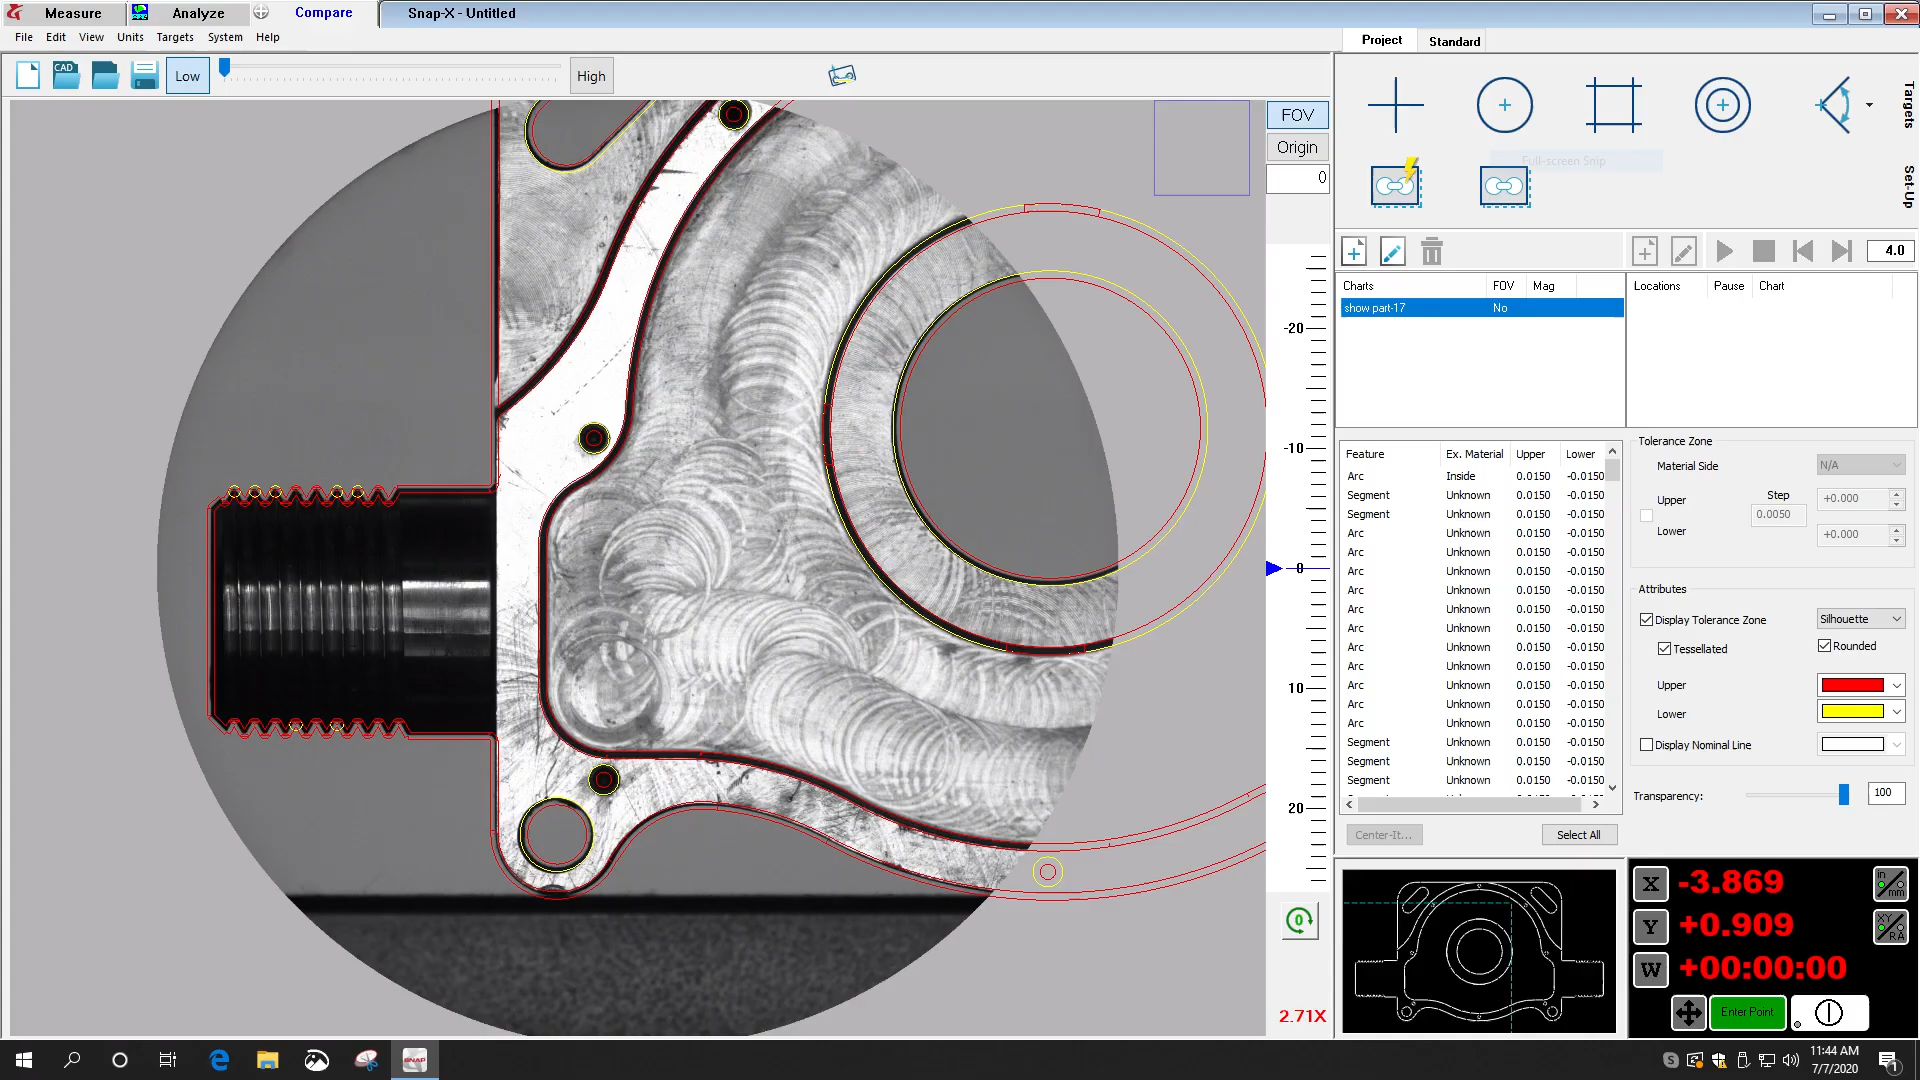 Measure Analyze Compare Snap-X - Untitled
File Edit View Units Targets System Help
Project Standard
CAD Low High
FOV
Origin
0
Targets
Set-Up
Full-screen Snip
4.0
Charts FOV Mag
show part-17 No
Locations Pause Chart
-20
-10
0
10
20
0
2.71X
Feature Ex. Material Upper Lower
Arc Inside 0.0150 -0.0150
Segment Unknown 0.0150 -0.0150
Segment Unknown 0.0150 -0.0150
Arc Unknown 0.0150 -0.0150
Arc Unknown 0.0150 -0.0150
Arc Unknown 0.0150 -0.0150
Arc Unknown 0.0150 -0.0150
Arc Unknown 0.0150 -0.0150
Arc Unknown 0.0150 -0.0150
Arc Unknown 0.0150 -0.0150
Arc Unknown 0.0150 -0.0150
Arc Unknown 0.0150 -0.0150
Arc Unknown 0.0150 -0.0150
Arc Unknown 0.0150 -0.0150
Segment Unknown 0.0150 -0.0150
Segment Unknown 0.0150 -0.0150
Segment Unknown 0.0150 -0.0150
Center-It... Select All
Tolerance Zone
Material Side N/A
Upper Step +0.000
0.0050
Lower +0.000
Attributes
Display Tolerance Zone Silhouette
Tessellated Rounded
Upper
Lower
Display Nominal Line
Transparency: 100
X -3.869 in mm
Y +0.909 XY RA
W +00:00:00
Enter Point
SNAP
11:44 AM
7/7/2020
1